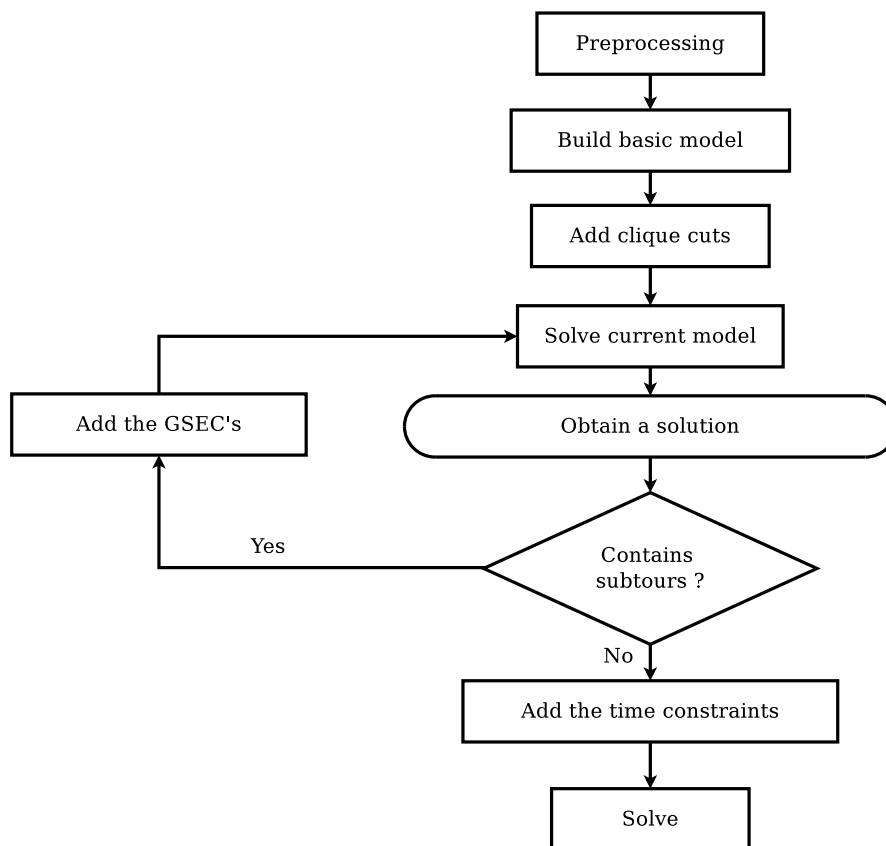 Preprocessing
Build basic model
Add clique cuts
Solve current model
Add the GSEC's
Obtain a solution
Yes
Contains
subtours ?
No
Add the time constraints
Solve